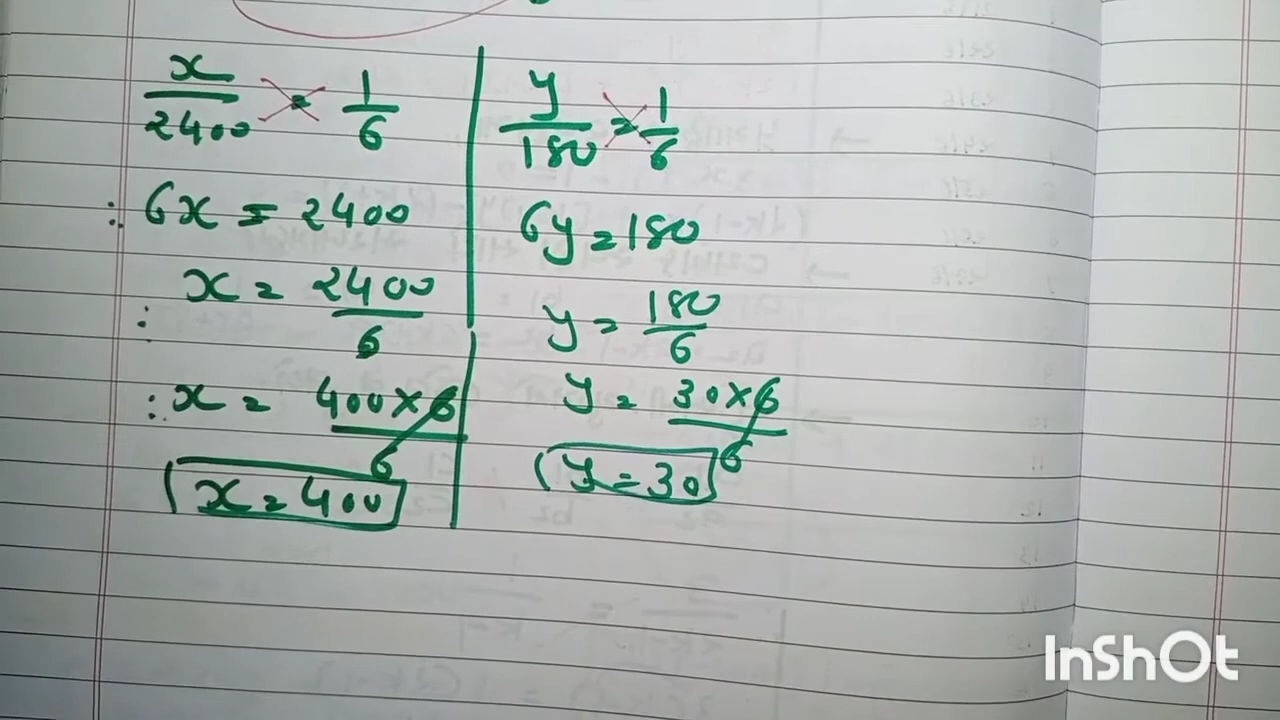 x/2400 = 1/6
∴ 6x = 2400
∴ x = 2400/6
∴ x = 400×6/6
x = 400
y/180 = 1/6
6y = 180
y = 180/6
y = 30×6/6
y = 30
InShOt